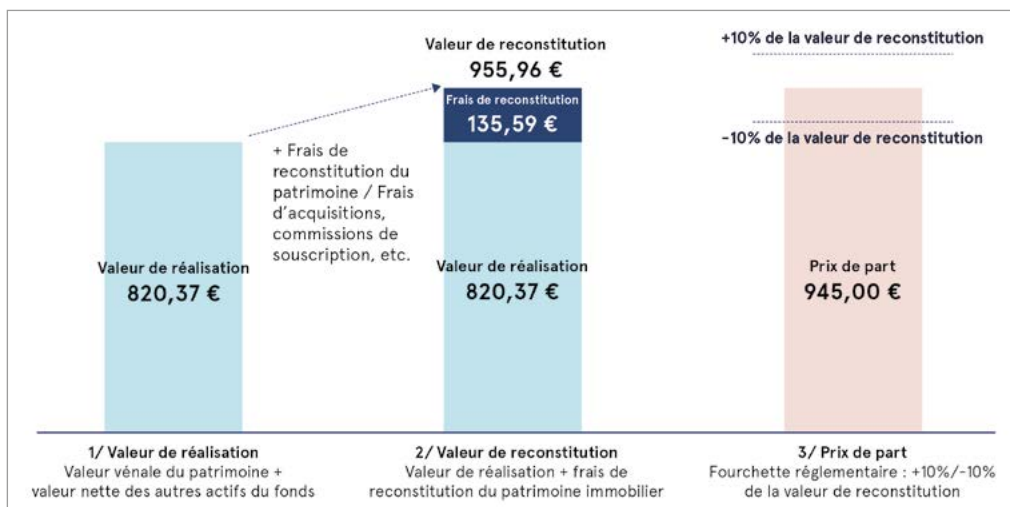 Valeur de reconstitution
955,96 €
Frais de reconstitution
135,59 €
+10% de la valeur de reconstitution
-10% de la valeur de reconstitution
+ Frais de
reconstitution du
patrimoine / Frais
d'acquisitions,
commissions de
souscription, etc.
Valeur de réalisation
820,37 €
Valeur de réalisation
820,37 €
Prix de part
945,00 €
1/ Valeur de réalisation
Valeur vénale du patrimoine +
valeur nette des autres actifs du fonds
2/ Valeur de reconstitution
Valeur de réalisation + frais de
reconstitution du patrimoine immobilier
3/ Prix de part
Fourchette réglementaire : +10%/-10%
de la valeur de reconstitution